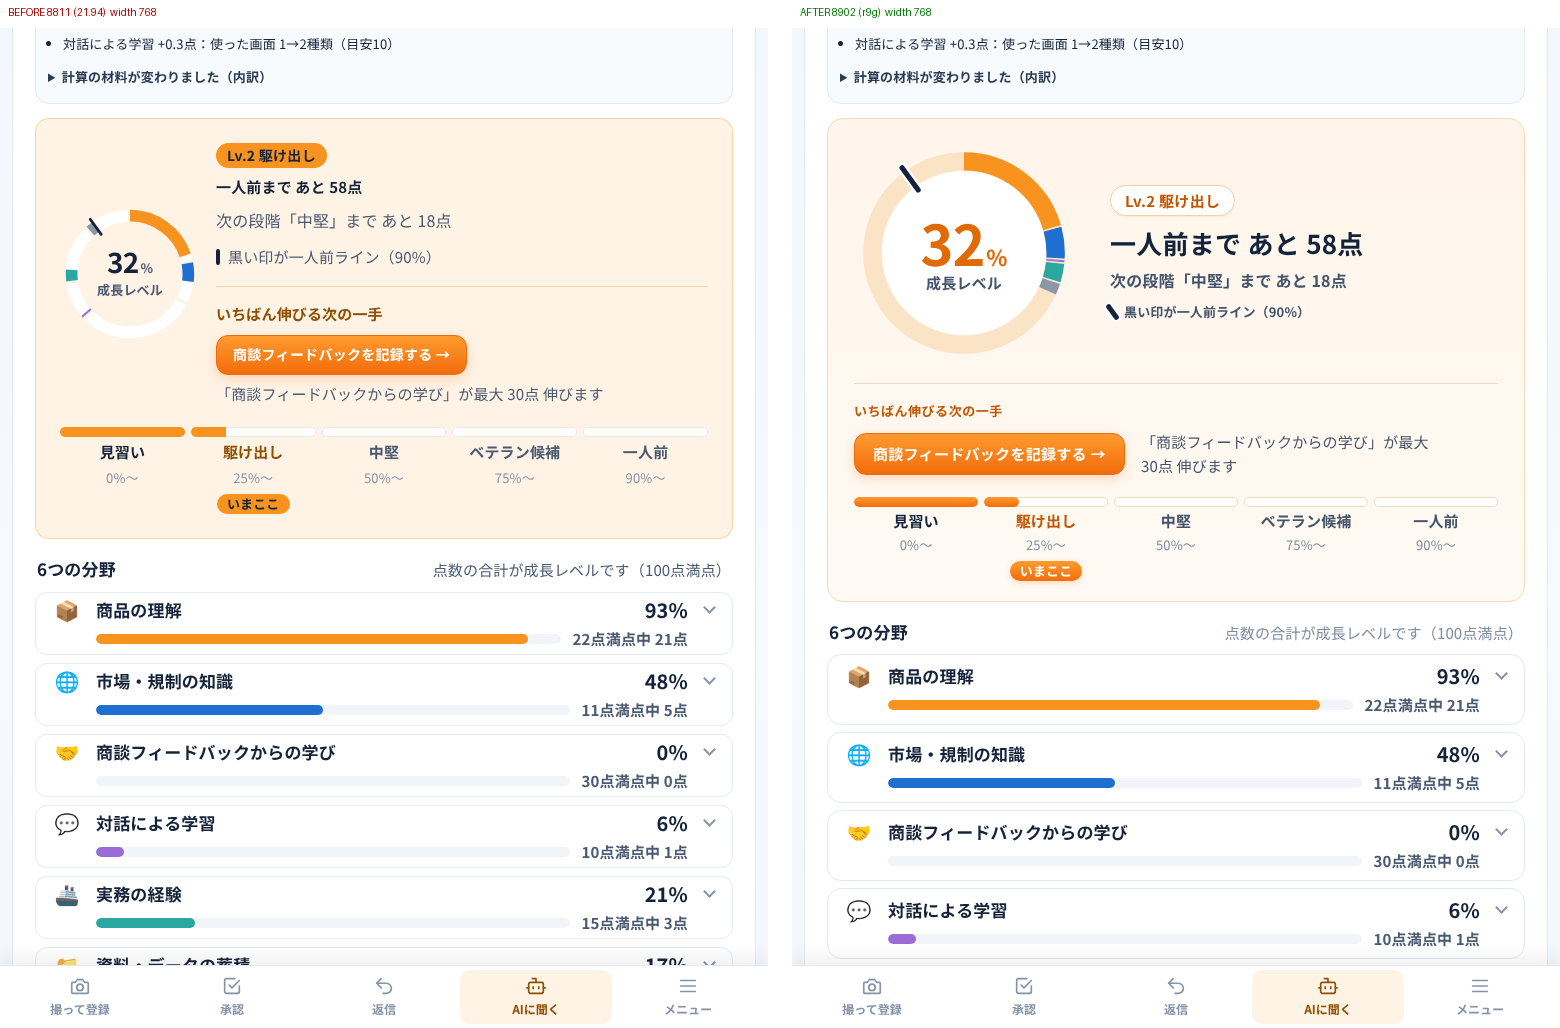 BEFORE 8811 (21.94) width 768
対話による学習 +0.3点：使った画面 1→2種類（目安10）
計算の材料が変わりました（内訳）
Lv.2 駆け出し
一人前まで あと 58点
次の段階「中堅」まで あと 18点
黒い印が一人前ライン（90%）
32%
成長レベル
いちばん伸びる次の一手
商談フィードバックを記録する →
「商談フィードバックからの学び」が最大 30点 伸びます
見習い 駆け出し 中堅 ベテラン候補 一人前
0%〜 25%〜 50%〜 75%〜 90%〜
いまここ
6つの分野 点数の合計が成長レベルです（100点満点）
📦 商品の理解 93%
22点満点中 21点
🌐 市場・規制の知識 48%
11点満点中 5点
🤝 商談フィードバックからの学び 0%
30点満点中 0点
💬 対話による学習 6%
10点満点中 1点
🚢 実務の経験 21%
15点満点中 3点
資料・データの蓄積 17%
撮って登録 承認 返信 AIに聞く メニュー
AFTER 8902 (r9g) width 768
対話による学習 +0.3点：使った画面 1→2種類（目安10）
計算の材料が変わりました（内訳）
32%
成長レベル
Lv.2 駆け出し
一人前まで あと 58点
次の段階「中堅」まで あと 18点
黒い印が一人前ライン（90%）
いちばん伸びる次の一手
商談フィードバックを記録する →
「商談フィードバックからの学び」が最大
30点 伸びます
見習い 駆け出し 中堅 ベテラン候補 一人前
0%〜 25%〜 50%〜 75%〜 90%〜
いまここ
6つの分野 点数の合計が成長レベルです（100点満点）
📦 商品の理解 93%
22点満点中 21点
🌐 市場・規制の知識 48%
11点満点中 5点
🤝 商談フィードバックからの学び 0%
30点満点中 0点
💬 対話による学習 6%
10点満点中 1点
撮って登録 承認 返信 AIに聞く メニュー